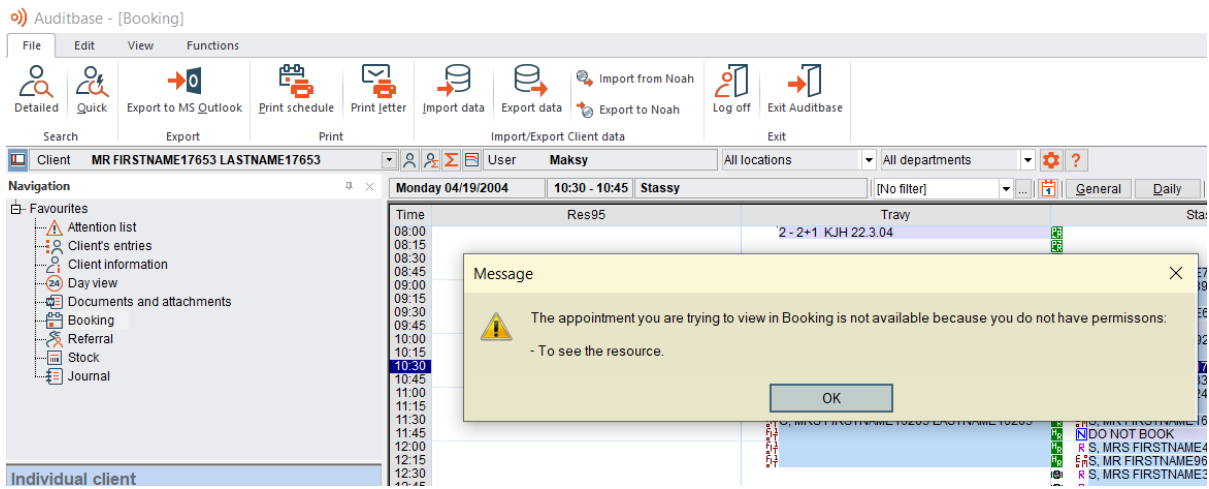 Auditbase - [Booking]
File Edit View Functions
Detailed Quick Export to MS Outlook Print schedule Print letter Import data Export data Import from Noah Export to Noah Log off Exit Auditbase
Search Export Print Import/Export Client data Exit
Client MR FIRSTNAME17653 LASTNAME17653 User Maksy All locations All departments
Navigation
Monday 04/19/2004 10:30 - 10:45 Stassy [No filter] General Daily
Favourites
Attention list
Client's entries
Client information
Day view
Documents and attachments
Booking
Referral
Stock
Journal
Individual client
Time Res95 Travy
08:00 2 - 2+1 KJH 22.3.04
08:15
08:30
08:45
09:00
09:15
09:30
09:45
10:00
10:15
10:30
10:45
11:00
11:15
11:30
11:45 DO NOT BOOK
12:00 R S, MRS FIRSTNAME4
12:15 S, MR FIRSTNAME96
12:30 R S, MRS FIRSTNAME3
Message
The appointment you are trying to view in Booking is not available because you do not have permissons:
- To see the resource.
OK